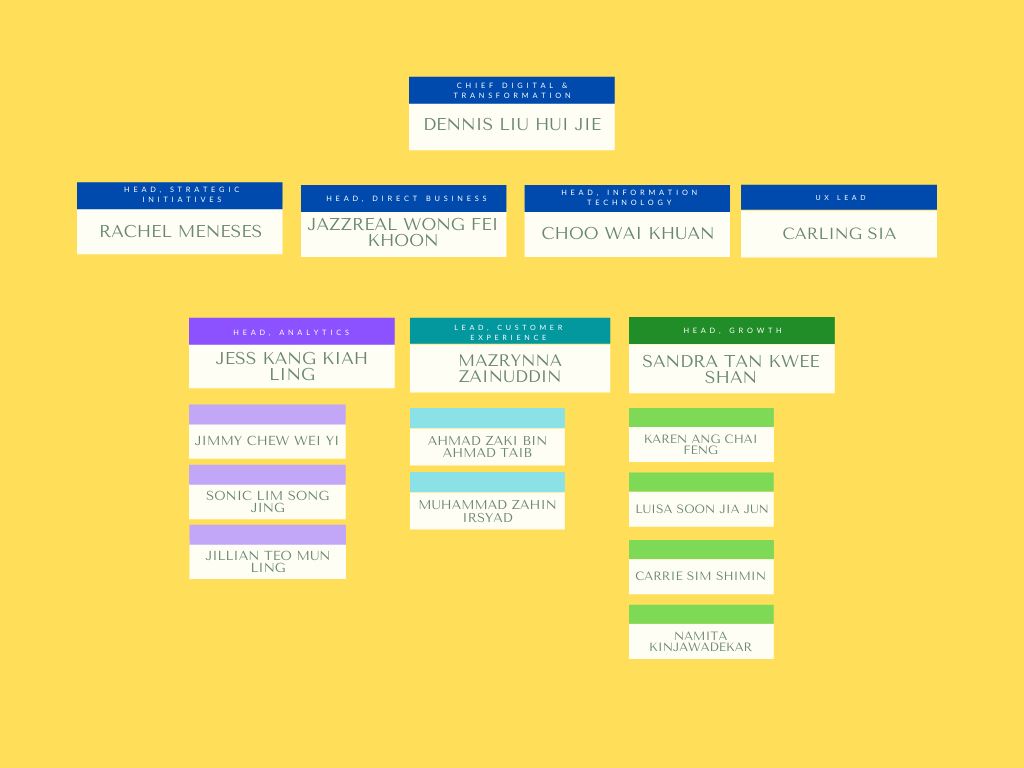 CHIEF DIGITAL &
TRANSFORMATION
DENNIS LIU HUI JIE
HEAD, STRATEGIC
INITIATIVES
RACHEL MENESES
HEAD, DIRECT BUSINESS
JAZZREAL WONG FEI
KHOON
HEAD, INFORMATION
TECHNOLOGY
CHOO WAI KHUAN
UX LEAD
CARLING SIA
HEAD, ANALYTICS
JESS KANG KIAH
LING
JIMMY CHEW WEI YI
SONIC LIM SONG
JING
JILLIAN TEO MUN
LING
LEAD, CUSTOMER
EXPERIENCE
MAZRYNNA
ZAINUDDIN
AHMAD ZAKI BIN
AHMAD TAIB
MUHAMMAD ZAHIN
IRSYAD
HEAD, GROWTH
SANDRA TAN KWEE
SHAN
KAREN ANG CHAI
FENG
LUISA SOON JIA JUN
CARRIE SIM SHIMIN
NAMITA
KINJAWADEKAR